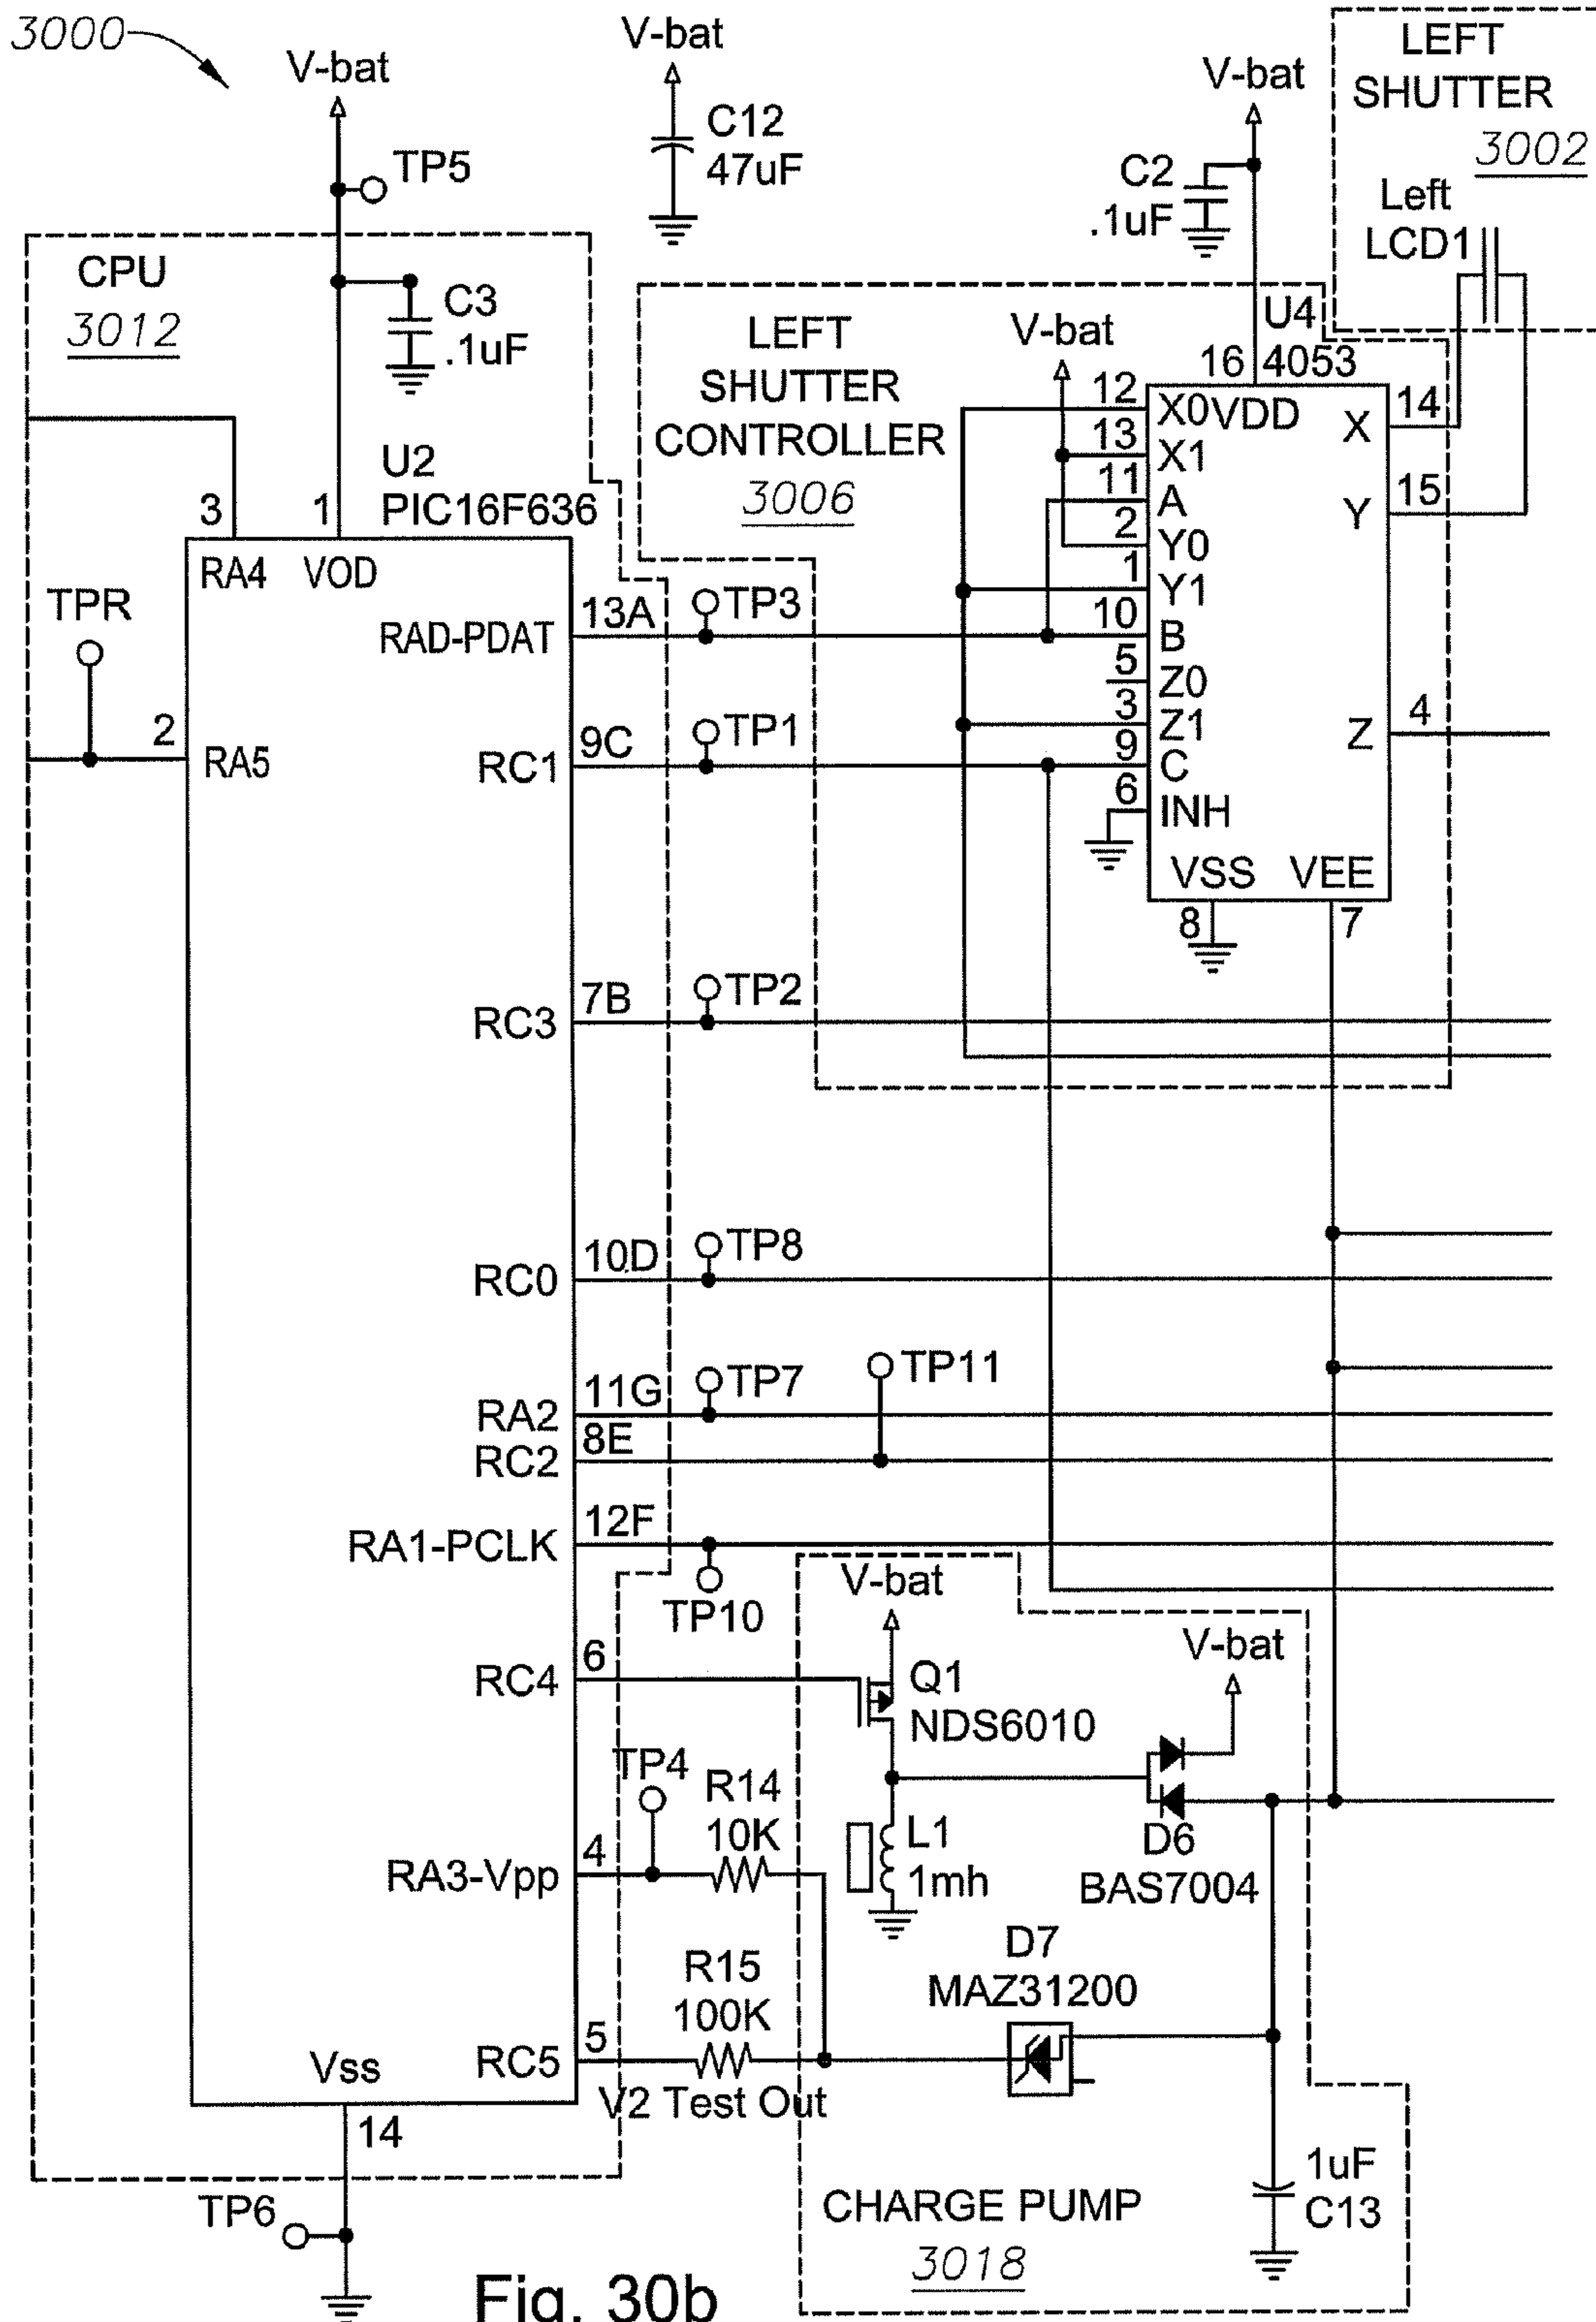 3000
V-bat
V-bat
V-bat
LEFT
SHUTTER
3002
TP5
C12
47uF
C2
.1uF
Left
LCD1
CPU
3012
C3
.1uF
LEFT
SHUTTER
CONTROLLER
3006
V-bat
U4
16 4053
U2
PIC16F636
3 1
RA4 VOD
12 X0 VDD X 14
13 X1
11 A
2 Y0 Y 15
1 Y1
10 B
5 Z0
3 Z1 Z 4
9 C
6 INH
VSS VEE
8 7
TPR
2 RA5
RAD-PDAT 13A TP3
RC1 9C TP1
RC3 7B TP2
RC0 10D TP8
RA2 11G TP7 TP11
RC2 8E
RA1-PCLK 12F
TP10
V-bat
V-bat
RC4 6
Q1
NDS6010
TP4 R14
10K
RA3-Vpp 4
L1
1mh
D6
BAS7004
D7
MAZ31200
R15
100K
RC5 5
V2 Test Out
Vss
14
TP6
1uF
C13
CHARGE PUMP
3018
Fig. 30b